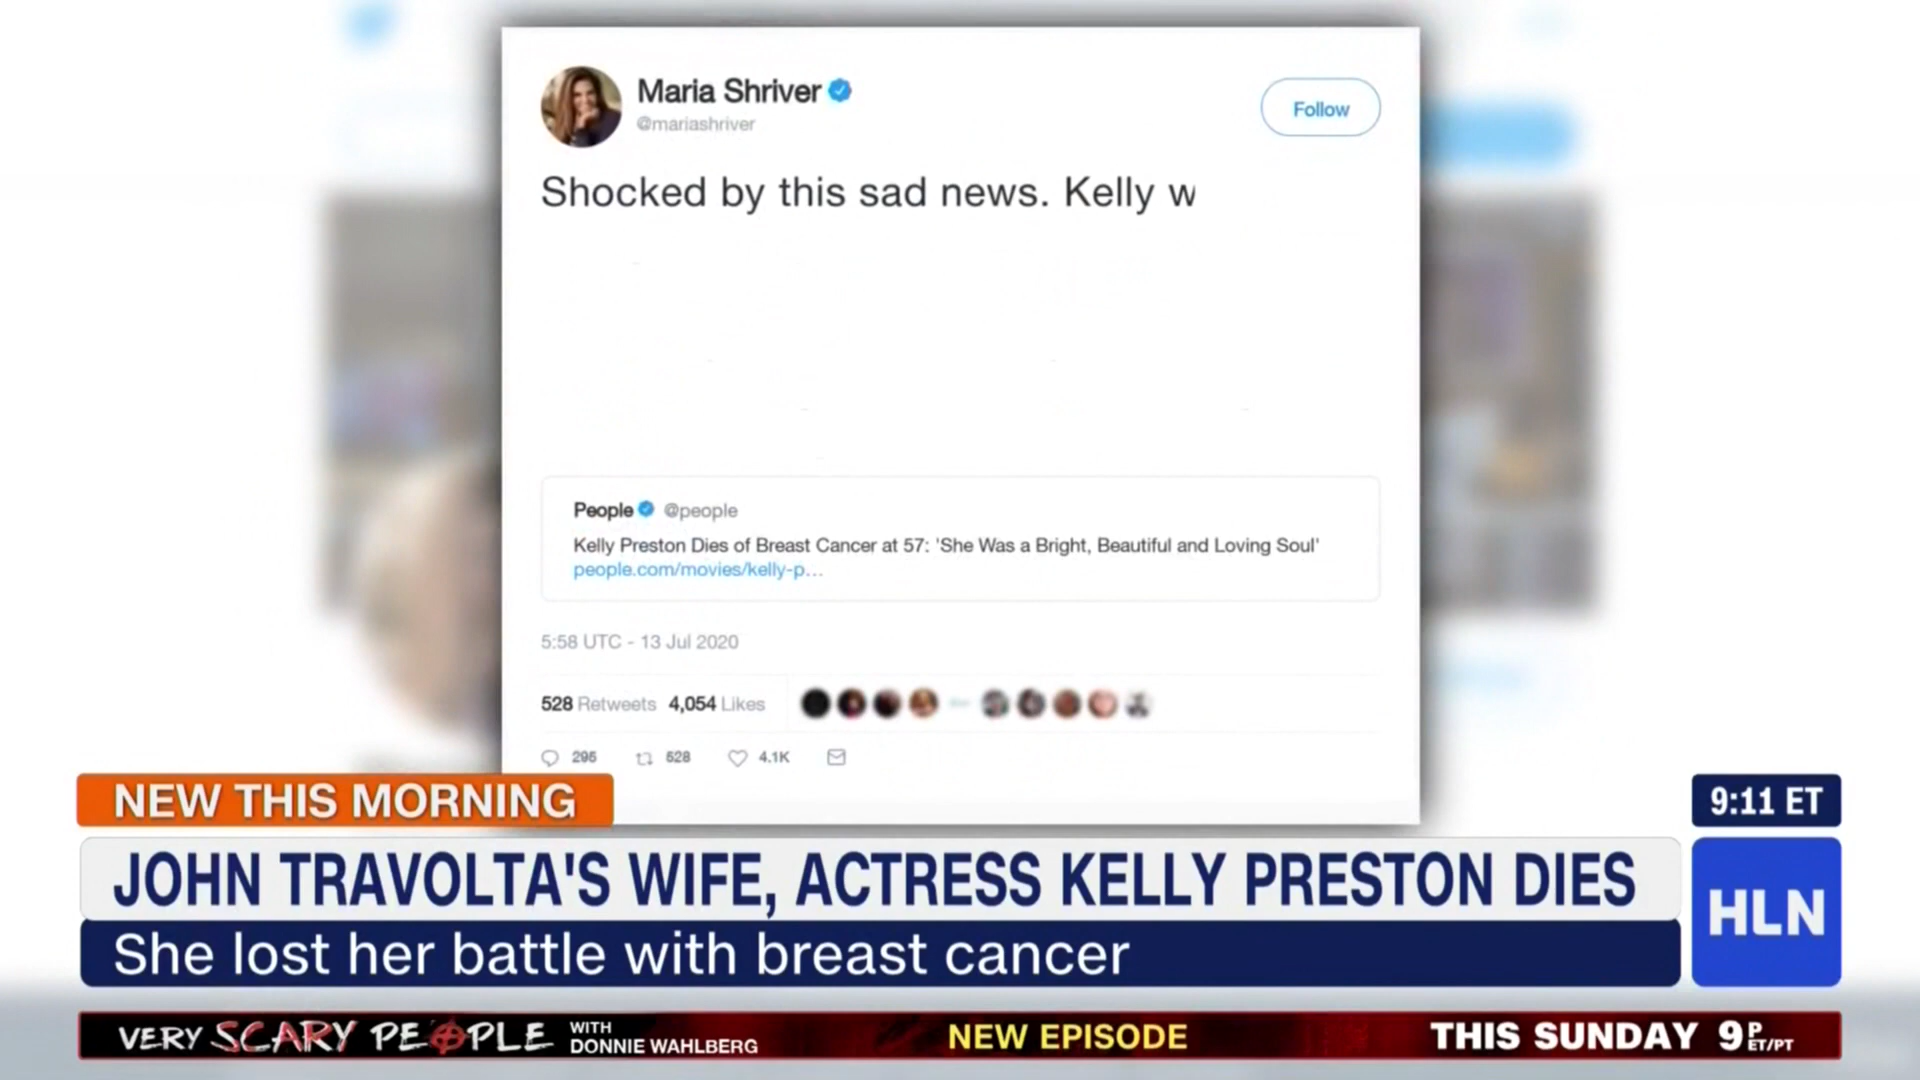 Maria Shriver
@mariashriver
Follow
Shocked by this sad news. Kelly w
People @people
Kelly Preston Dies of Breast Cancer at 57: 'She Was a Bright, Beautiful and Loving Soul'
people.com/movies/kelly-p...
5:58 UTC - 13 Jul 2020
528 Retweets 4,054 Likes
295 528 4.1K
NEW THIS MORNING
9:11 ET
JOHN TRAVOLTA'S WIFE, ACTRESS KELLY PRESTON DIES
She lost her battle with breast cancer
HLN
VERY SCARY PEOPLE WITH DONNIE WAHLBERG NEW EPISODE THIS SUNDAY 9P ET/PT